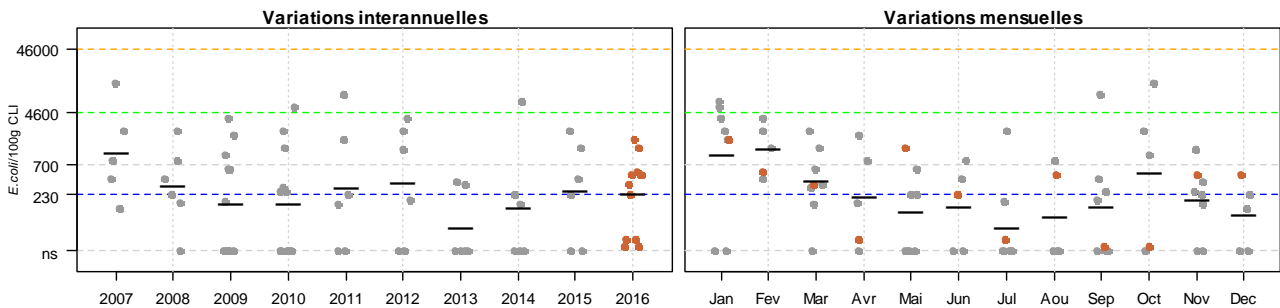 Variations interannuelles
Variations mensuelles
E.coli/100g CLI
46000
4600
700
230
ns
2007 2008 2009 2010 2011 2012 2013 2014 2015 2016
Jan Fev Mar Avr Mai Jun Jul Aou Sep Oct Nov Dec